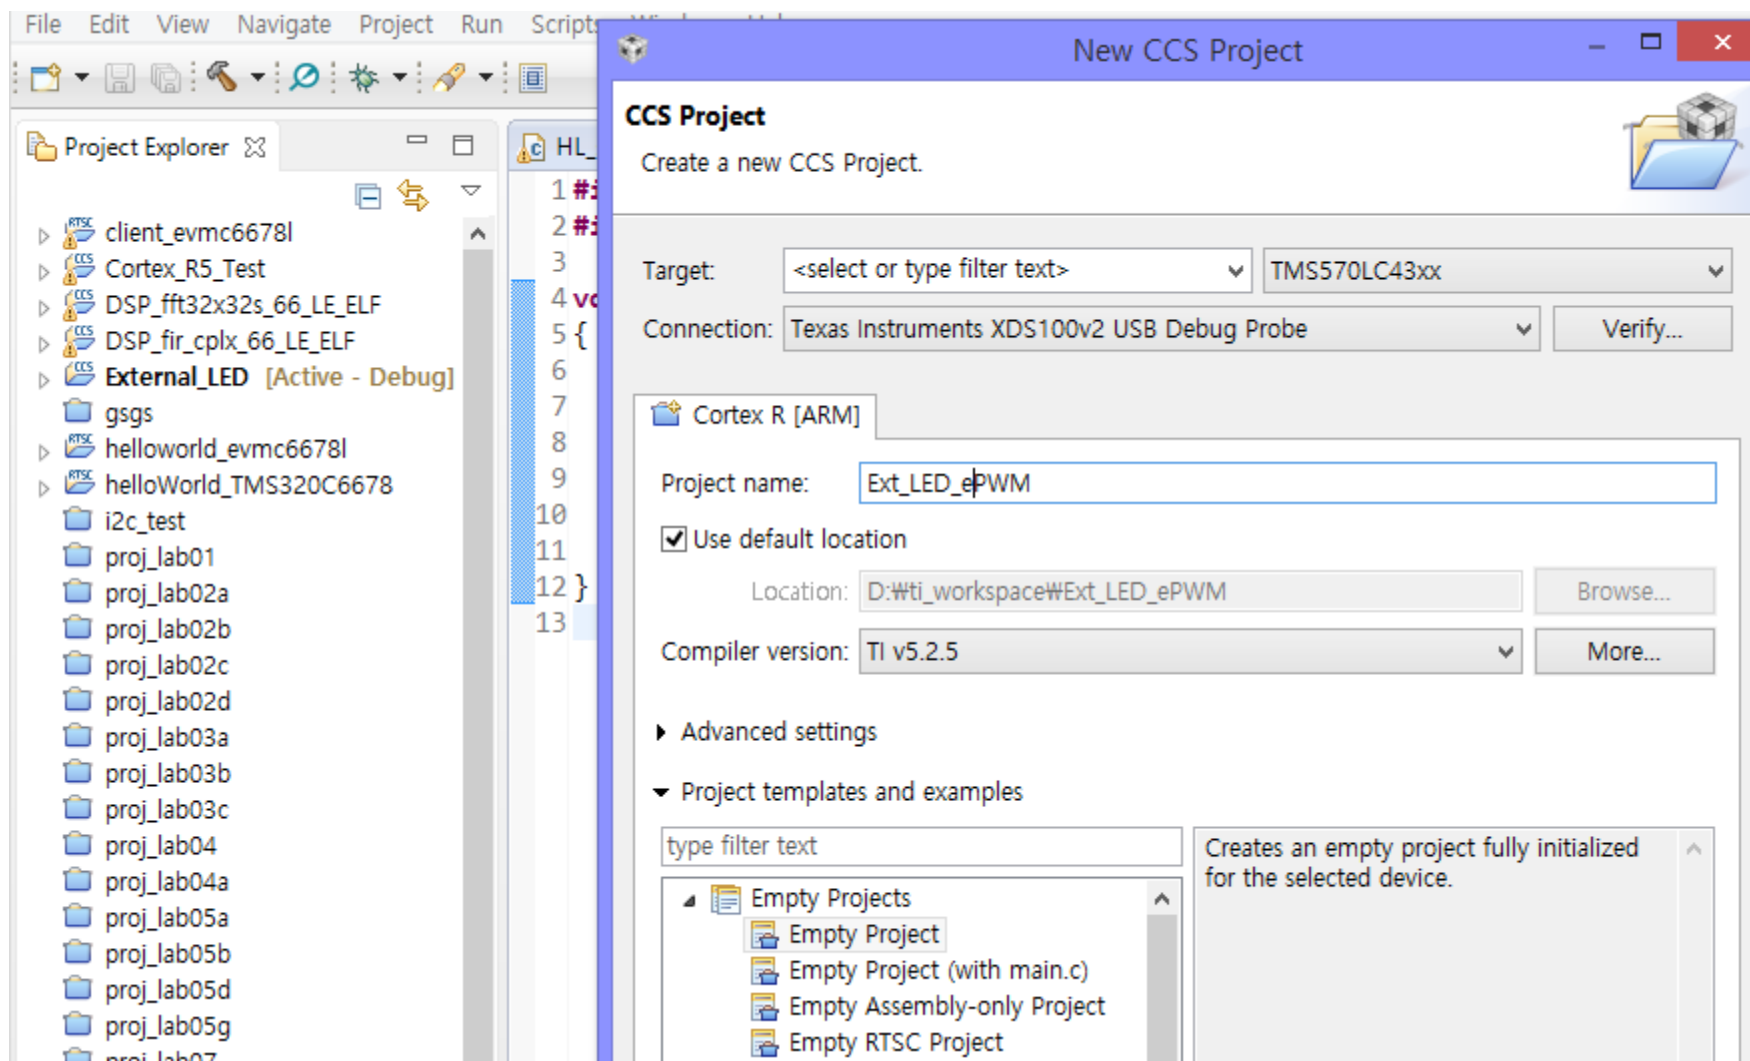 File Edit View Navigate Project Run Scripts
New CCS Project
CCS Project
Create a new CCS Project.
Project Explorer
client_evmc6678l
Cortex_R5_Test
DSP_fft32x32s_66_LE_ELF
DSP_fir_cplx_66_LE_ELF
External_LED [Active - Debug]
gsgs
helloworld_evmc6678l
helloWorld_TMS320C6678
i2c_test
proj_lab01
proj_lab02a
proj_lab02b
proj_lab02c
proj_lab02d
proj_lab03a
proj_lab03b
proj_lab03c
proj_lab04
proj_lab04a
proj_lab05a
proj_lab05b
proj_lab05d
proj_lab05g
proj_lab07
HL_
1 #i
2 #i
3
4 vo
5 {
6
7
8
9
10
11
12 }
13
Target: <select or type filter text> TMS570LC43xx
Connection: Texas Instruments XDS100v2 USB Debug Probe Verify...
Cortex R [ARM]
Project name: Ext_LED_ePWM
Use default location
Location: D:₩ti_workspace₩Ext_LED_ePWM Browse...
Compiler version: TI v5.2.5 More...
Advanced settings
Project templates and examples
type filter text
Empty Projects
Empty Project
Empty Project (with main.c)
Empty Assembly-only Project
Empty RTSC Project
Creates an empty project fully initialized
for the selected device.